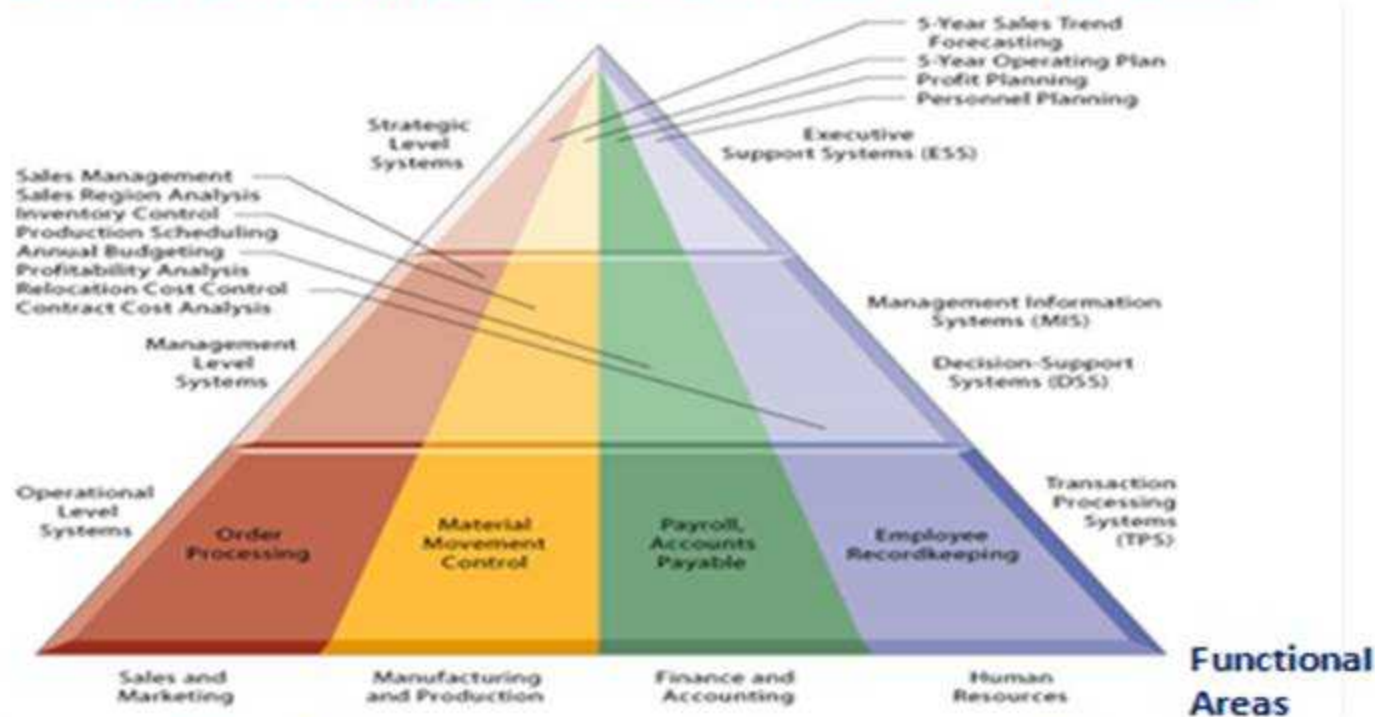 5-Year Sales Trend
Forecasting
5-Year Operating Plan
Profit Planning
Personnel Planning
Strategic
Level
Systems
Executive
Support Systems (ESS)
Sales Management
Sales Region Analysis
Inventory Control
Production Scheduling
Annual Budgeting
Profitability Analysis
Relocation Cost Control
Contract Cost Analysis
Management Information
Systems (MIS)
Management
Level
Systems
Decision-Support
Systems (DSS)
Operational
Level
Systems
Order
Processing
Material
Movement
Control
Payroll,
Accounts
Payable
Employee
Recordkeeping
Transaction
Processing
Systems
(TPS)
Sales and
Marketing
Manufacturing
and Production
Finance and
Accounting
Human
Resources
Functional
Areas